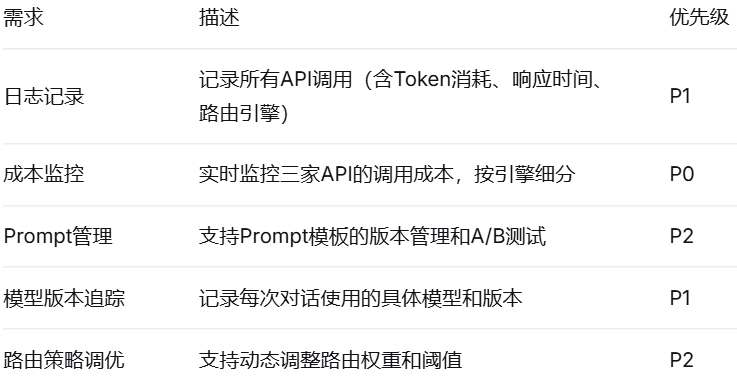 需求 描述 优先级
日志记录 记录所有API调用（含Token消耗、响应时间、 P1
路由引擎）
成本监控 实时监控三家API的调用成本，按引擎细分 P0
Prompt管理 支持Prompt模板的版本管理和A/B测试 P2
模型版本追踪 记录每次对话使用的具体模型和版本 P1
路由策略调优 支持动态调整路由权重和阈值 P2